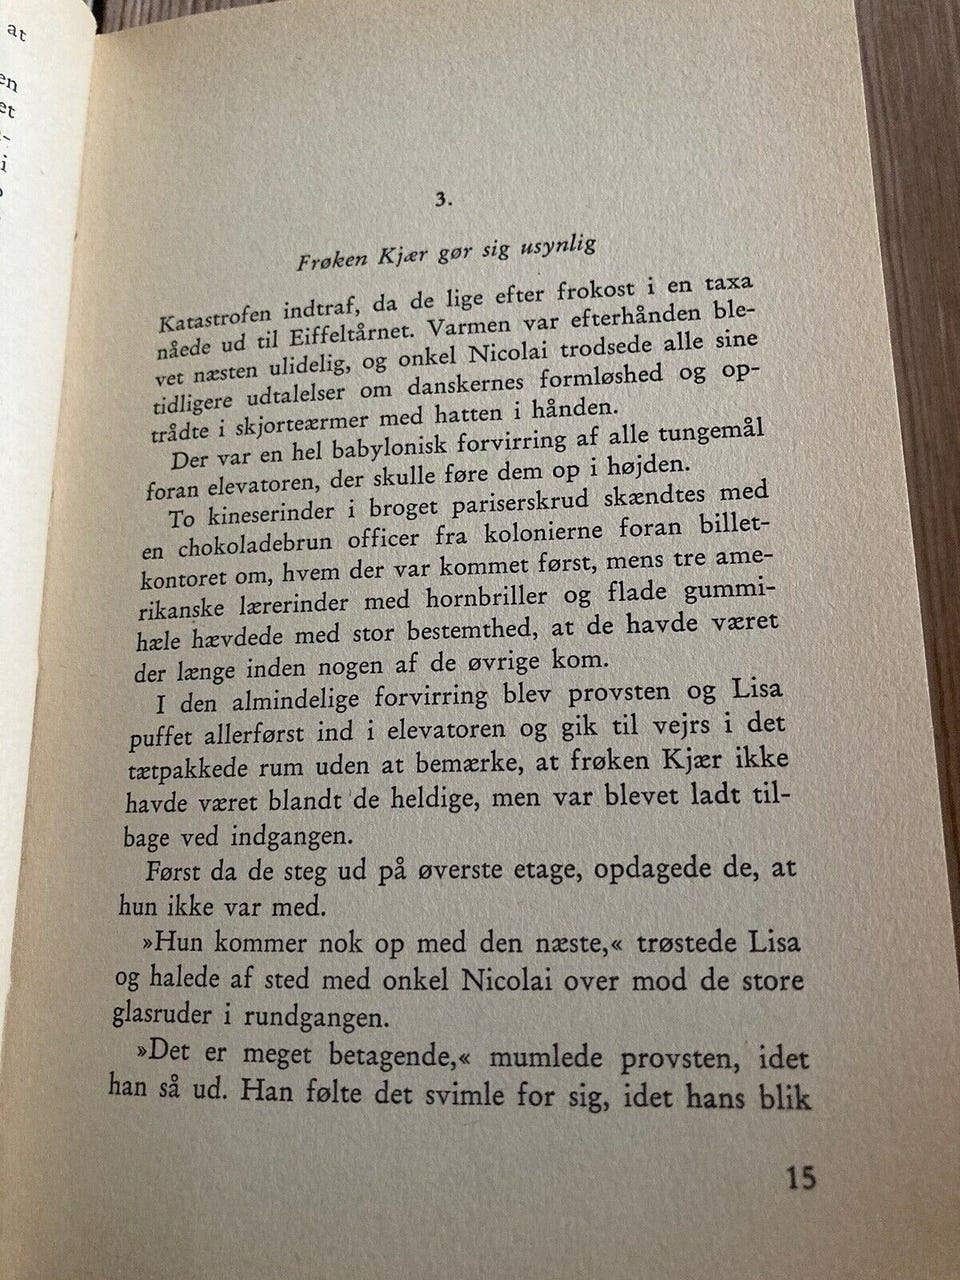 at
en
et
i
3.
Frøken Kjær gør sig usynlig
Katastrofen indtraf, da de lige efter frokost i en taxa
nåede ud til Eiffeltårnet. Varmen var efterhånden ble-
vet næsten ulidelig, og onkel Nicolai trodsede alle sine
tidligere udtalelser om danskernes formløshed og op-
trådte i skjorteærmer med hatten i hånden.
Der var en hel babylonisk forvirring af alle tungemål
foran elevatoren, der skulle føre dem op i højden.
To kineserinder i broget pariserskrud skændtes med
en chokoladebrun officer fra kolonierne foran billet-
kontoret om, hvem der var kommet først, mens tre ame-
rikanske lærerinder med hornbriller og flade gummi-
hæle hævdede med stor bestemthed, at de havde været
der længe inden nogen af de øvrige kom.
I den almindelige forvirring blev provsten og Lisa
puffet allerførst ind i elevatoren og gik til vejrs i det
tætpakkede rum uden at bemærke, at frøken Kjær ikke
havde været blandt de heldige, men var blevet ladt til-
bage ved indgangen.
Først da de steg ud på øverste etage, opdagede de, at
hun ikke var med.
»Hun kommer nok op med den næste,« trøstede Lisa
og halede af sted med onkel Nicolai over mod de store
glasruder i rundgangen.
»Det er meget betagende,« mumlede provsten, idet
han så ud. Han følte det svimle for sig, idet hans blik
15